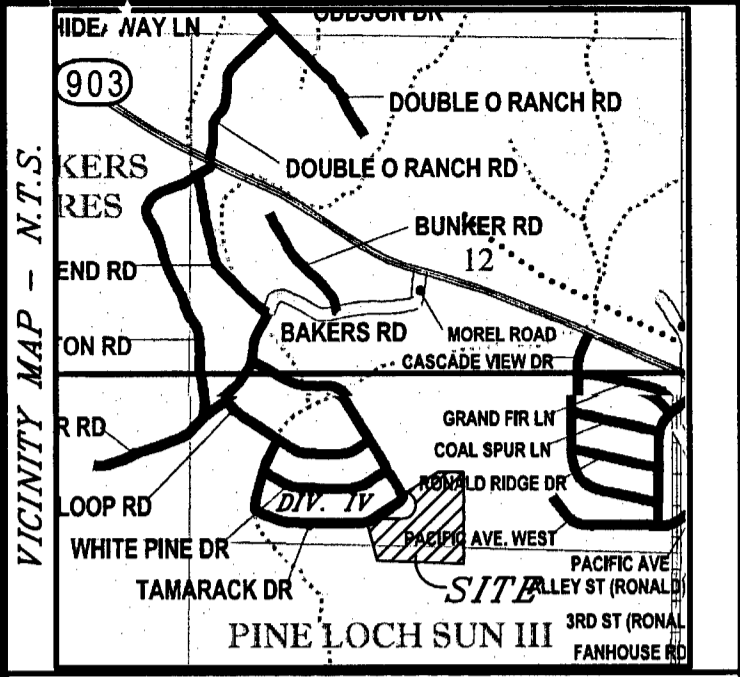 HIDEAWAY LN
903
DOUBLE O RANCH RD
KERS
RES
DOUBLE O RANCH RD
BUNKER RD
12
END RD
BAKERS RD
MOREL ROAD
TON RD
CASCADE VIEW DR
GRAND FIR LN
R RD
COAL SPUR LN
RONALD RIDGE DR
DIV. IV
LOOP RD
PACIFIC AVE. WEST
WHITE PINE DR
PACIFIC AVE
TAMARACK DR
SITE
ALLEY ST (RONALD)
3RD ST (RONAL
PINE LOCH SUN III
FANHOUSE RD
VICINITY MAP - N.T.S.